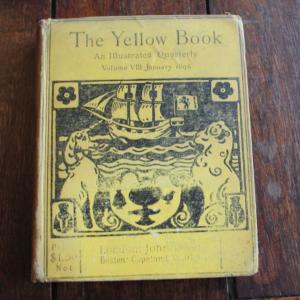 The Yellow Book
An Illustrated Quarterly
Volume VIII January 1896
$1.50
Net
London: John
Boston: Copeland